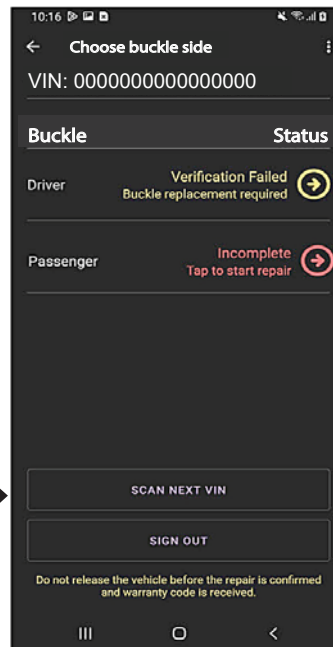 10:16
Choose buckle side
VIN: 0000000000000000
Buckle Status
Driver
Verification Failed
Buckle replacement required
Passenger
Incomplete
Tap to start repair
SCAN NEXT VIN
SIGN OUT
Do not release the vehicle before the repair is confirmed
and warranty code is received.